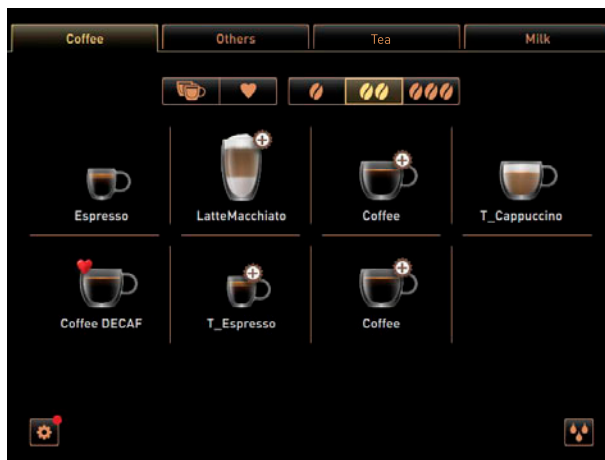 Coffee Others Tea Milk
Espresso LatteMacchiato Coffee T_Cappuccino
Coffee DECAF T_Espresso Coffee